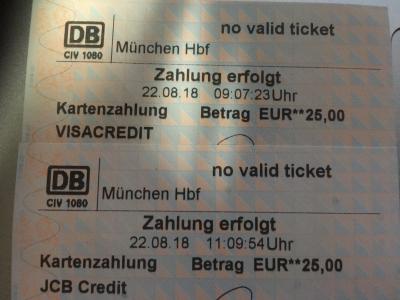 no valid ticket
DB
CIV 1080
München Hbf
Zahlung erfolgt
22.08.18 09:07:23Uhr
Kartenzahlung Betrag EUR**25,00
VISACREDIT
no valid ticket
DB
CIV 1080
München Hbf
Zahlung erfolgt
22.08.18 11:09:54Uhr
Kartenzahlung Betrag EUR**25,00
JCB Credit